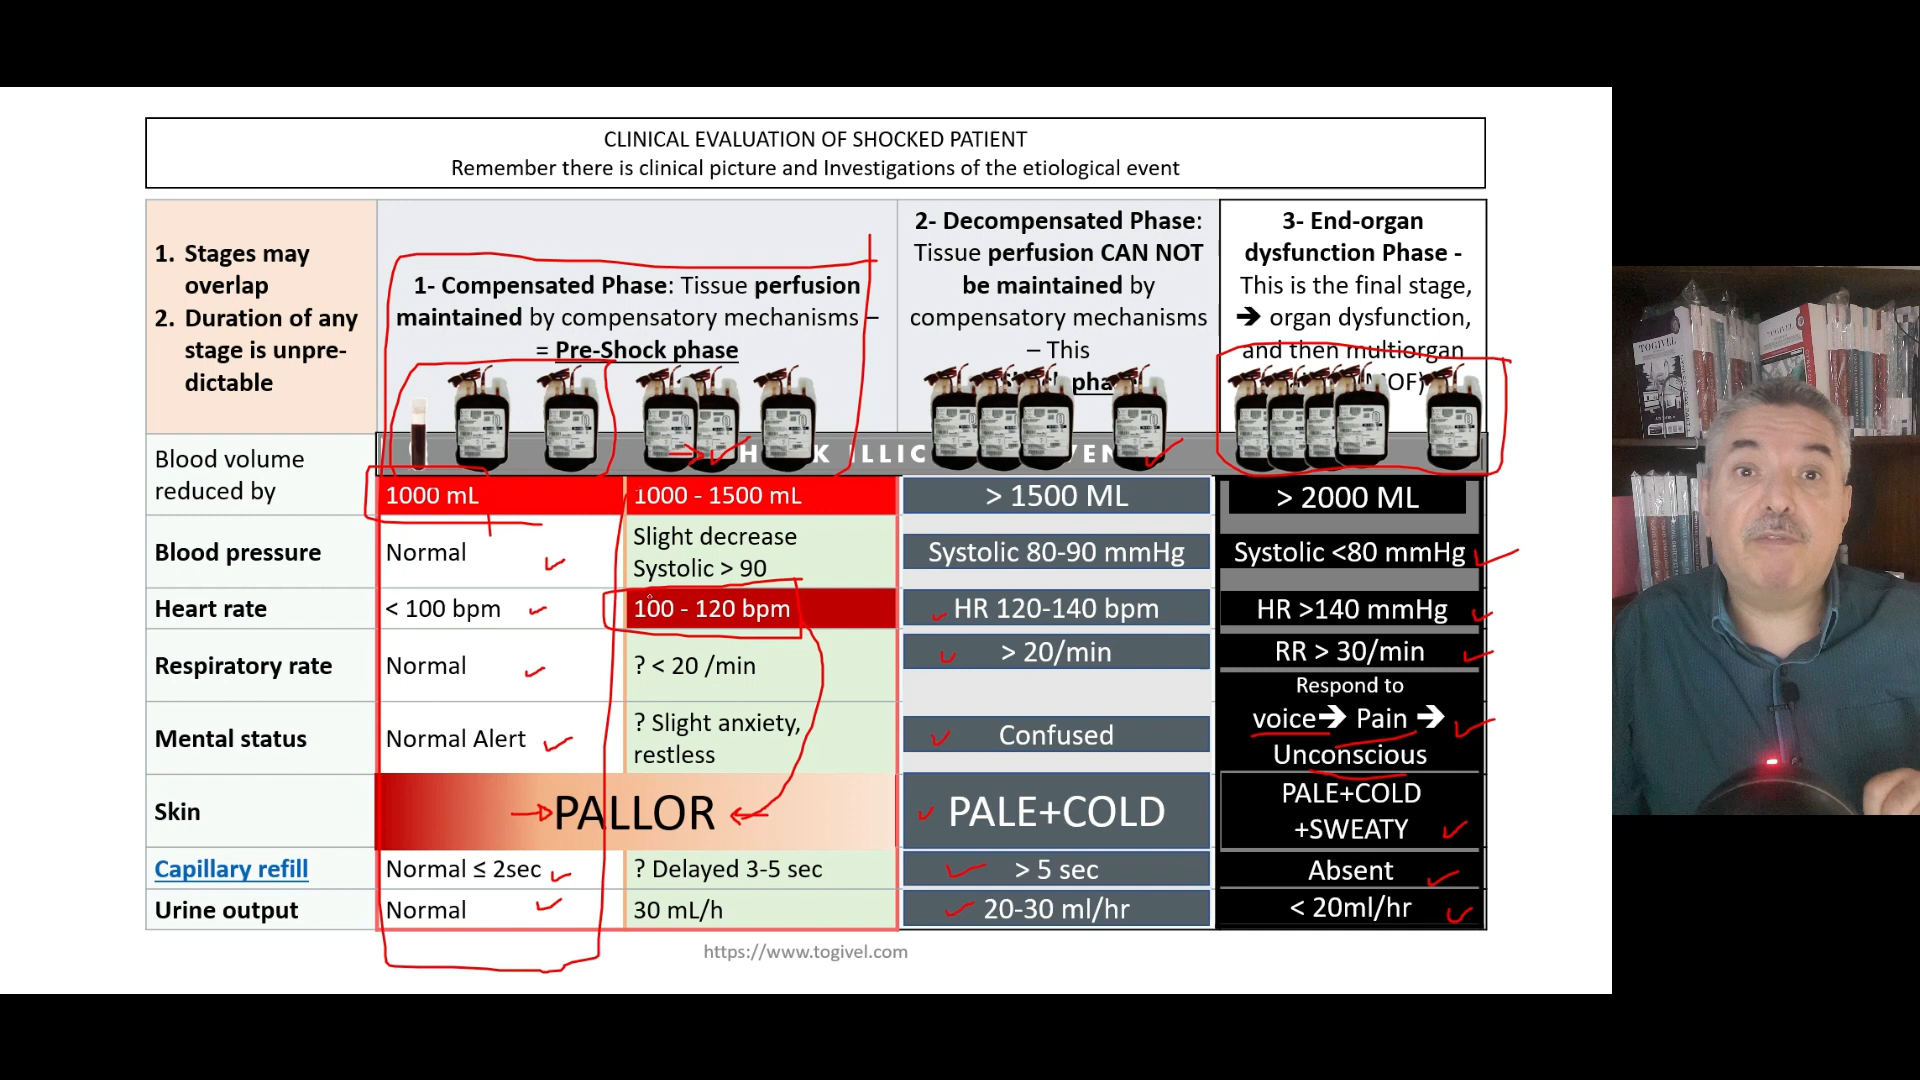 CLINICAL EVALUATION OF SHOCKED PATIENT
Remember there is clinical picture and Investigations of the etiological event
1. Stages may
overlap
2. Duration of any
stage is unpre-
dictable
1- Compensated Phase: Tissue perfusion
maintained by compensatory mechanisms –
= Pre-Shock phase
2- Decompensated Phase:
Tissue perfusion CAN NOT
be maintained by
compensatory mechanisms
– This
3- End-organ
dysfunction Phase -
This is the final stage,
➔ organ dysfunction,
and then multiorgan
Blood volume
reduced by
1000 mL
1000 - 1500 mL
> 1500 ML
> 2000 ML
Blood pressure
Normal
Slight decrease
Systolic > 90
Systolic 80-90 mmHg
Systolic <80 mmHg
Heart rate
< 100 bpm
100 - 120 bpm
HR 120-140 bpm
HR >140 mmHg
Respiratory rate
Normal
? < 20 /min
> 20/min
RR > 30/min
Mental status
Normal Alert
? Slight anxiety,
restless
Confused
Respond to
voice➔ Pain ➔
Unconscious
Skin
PALLOR
PALE+COLD
PALE+COLD
+SWEATY
Capillary refill
Normal ≤ 2sec
? Delayed 3-5 sec
> 5 sec
Absent
Urine output
Normal
30 mL/h
20-30 ml/hr
< 20ml/hr
https://www.togivel.com
TOGIVEL